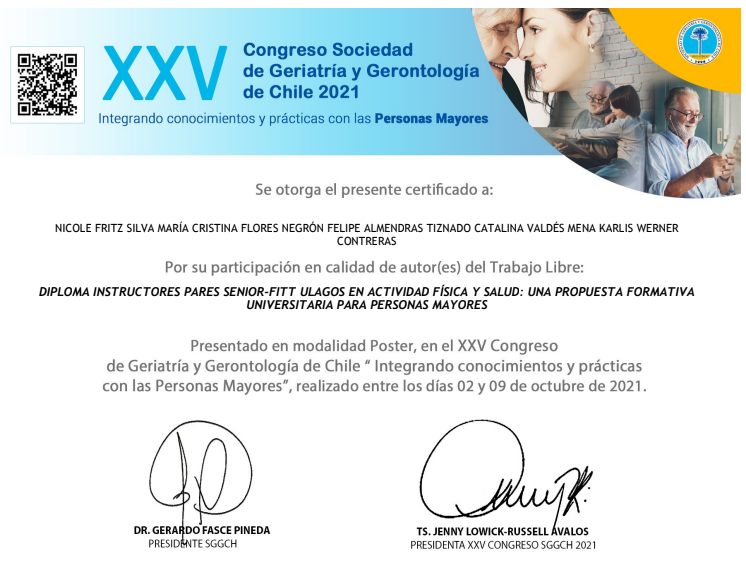 XXV
Congreso Sociedad
de Geriatría y Gerontología
de Chile 2021
Integrando conocimientos y prácticas con las Personas Mayores
Se otorga el presente certificado a:
NICOLE FRITZ SILVA MARÍA CRISTINA FLORES NEGRÓN FELIPE ALMENDRAS TIZNADO CATALINA VALDÉS MENA KARLIS WERNER
CONTRERAS
Por su participación en calidad de autor(es) del Trabajo Libre:
DIPLOMA INSTRUCTORES PARES SENIOR-FITT ULAGOS EN ACTIVIDAD FÍSICA Y SALUD: UNA PROPUESTA FORMATIVA
UNIVERSITARIA PARA PERSONAS MAYORES
Presentado en modalidad Poster, en el XXV Congreso
de Geriatría y Gerontología de Chile “ Integrando conocimientos y prácticas
con las Personas Mayores”, realizado entre los días 02 y 09 de octubre de 2021.
DR. GERARDO FASCE PINEDA
PRESIDENTE SGGCH
TS. JENNY LOWICK-RUSSELL AVALOS
PRESIDENTA XXV CONGRESO SGGCH 2021